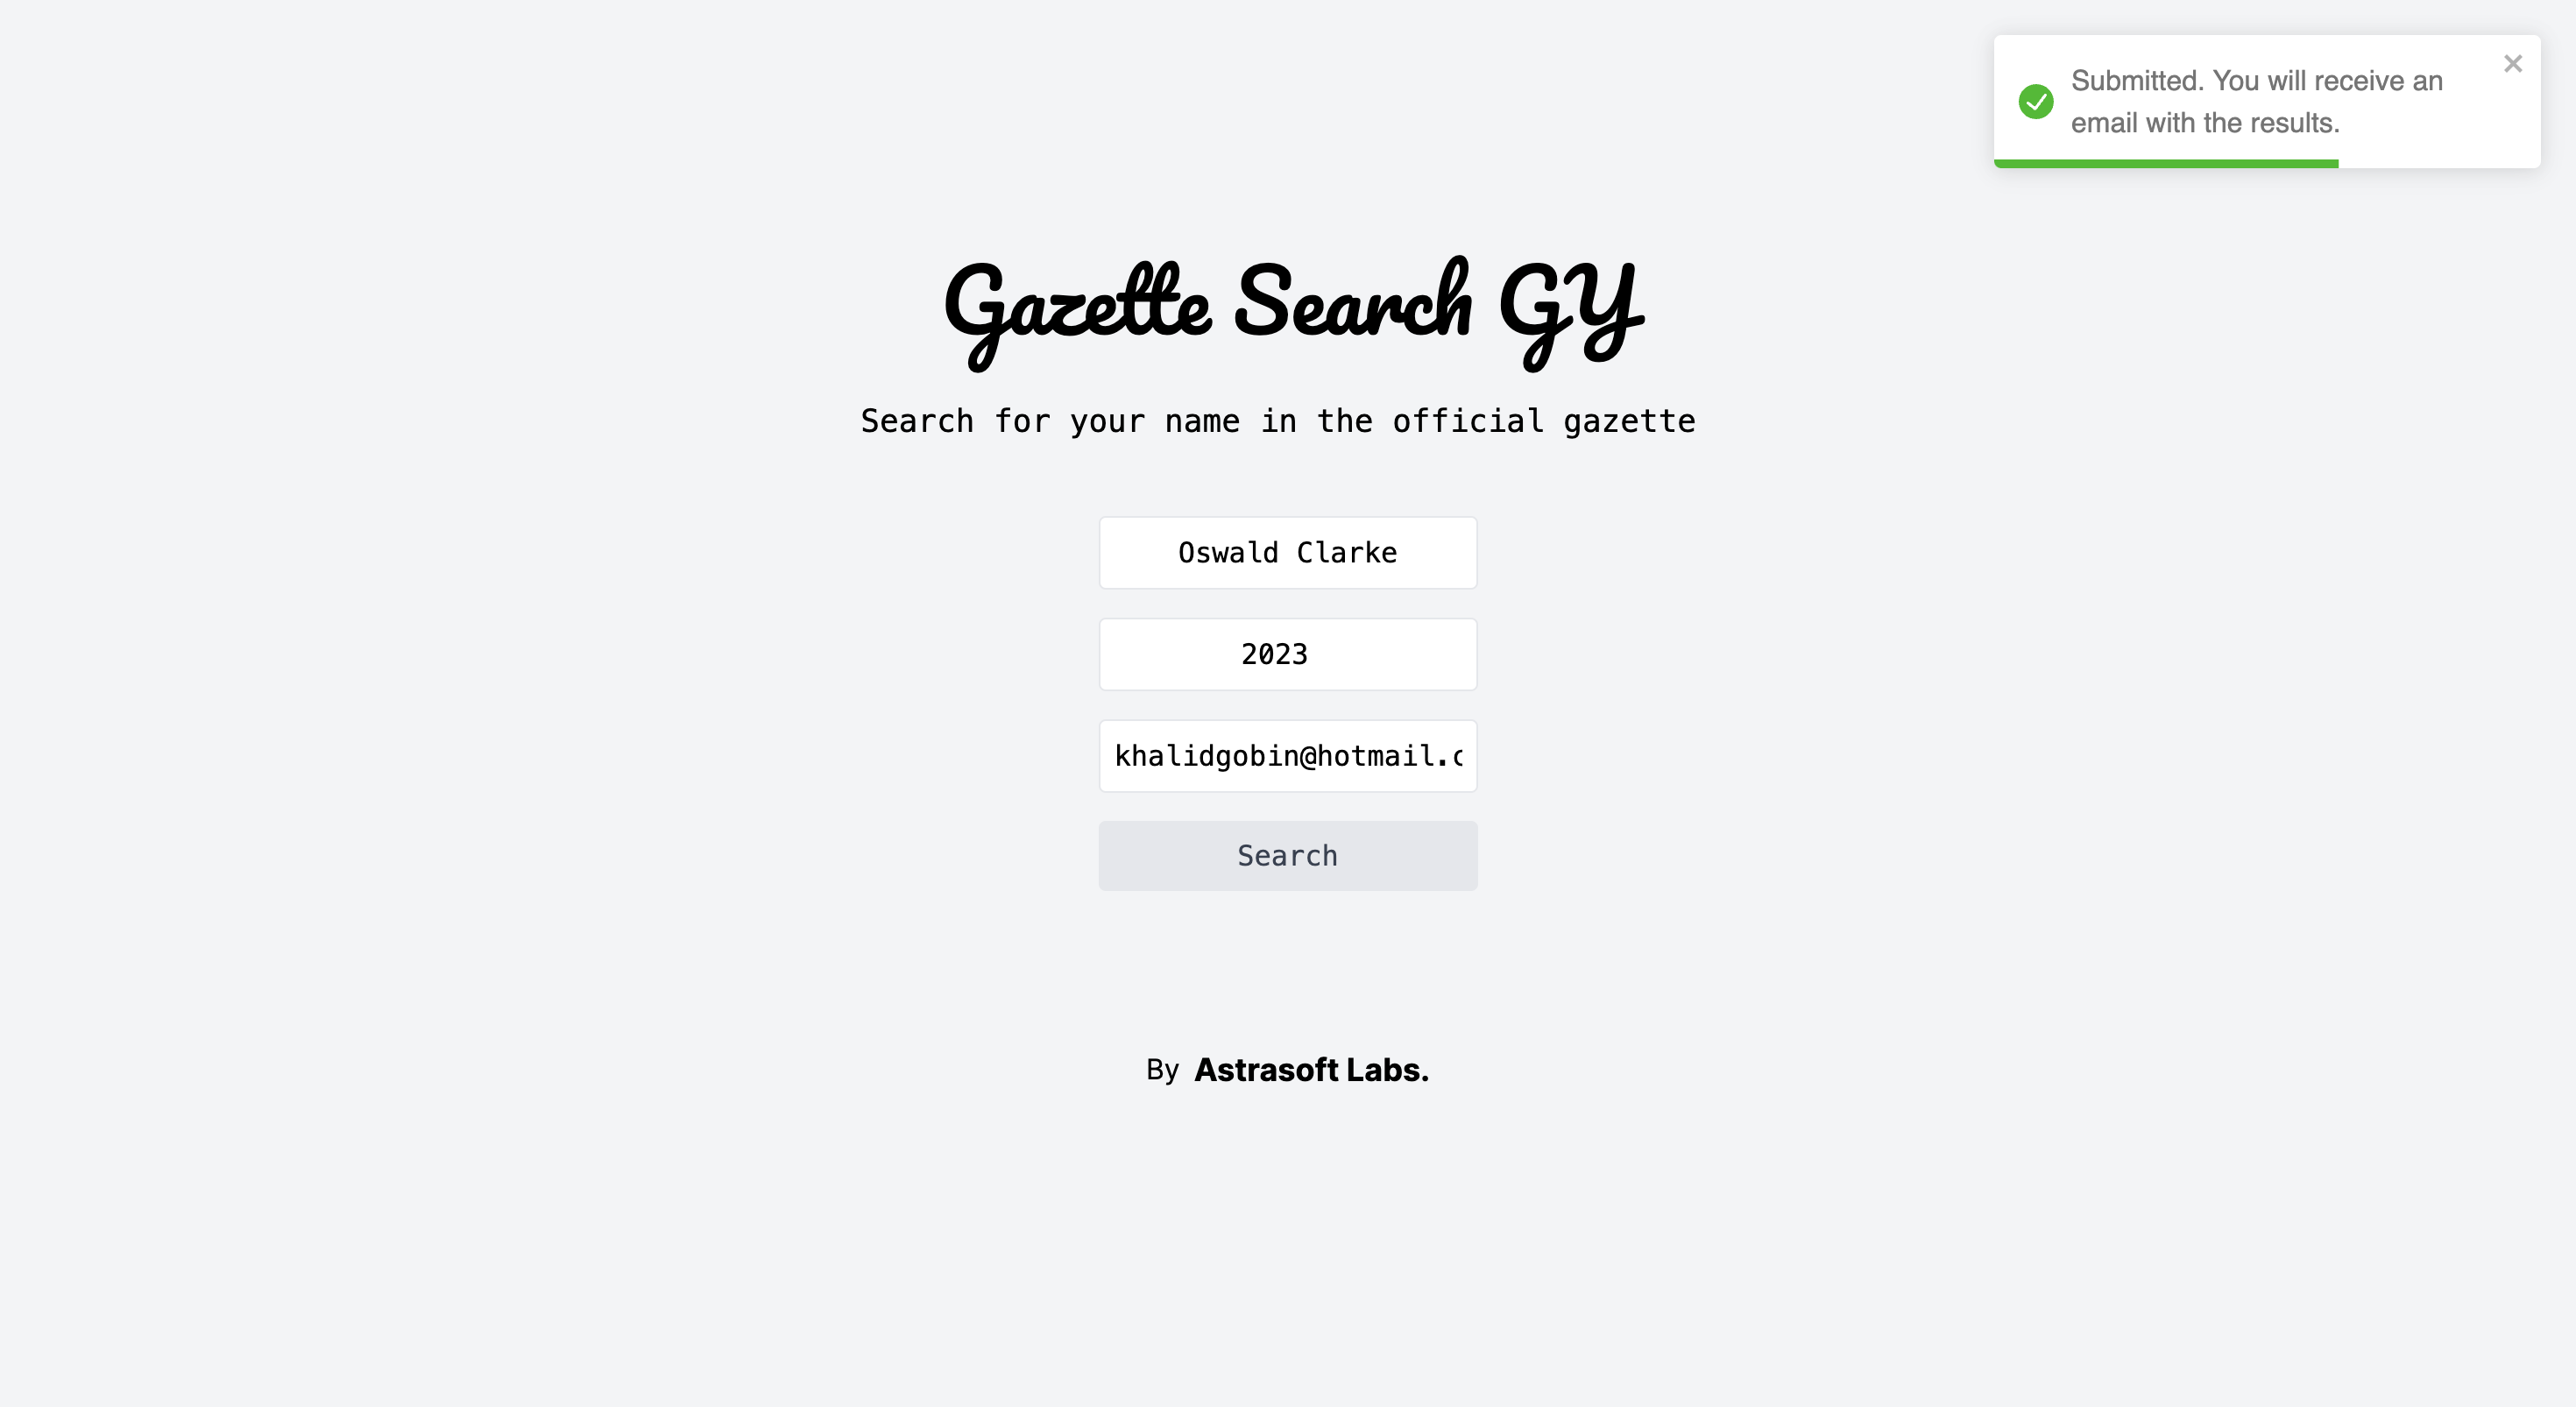 Submitted. You will receive an
email with the results.
Gazette Search GY
Search for your name in the official gazette
Oswald Clarke
2023
khalidgobin@hotmail.c
Search
By Astrasoft Labs.